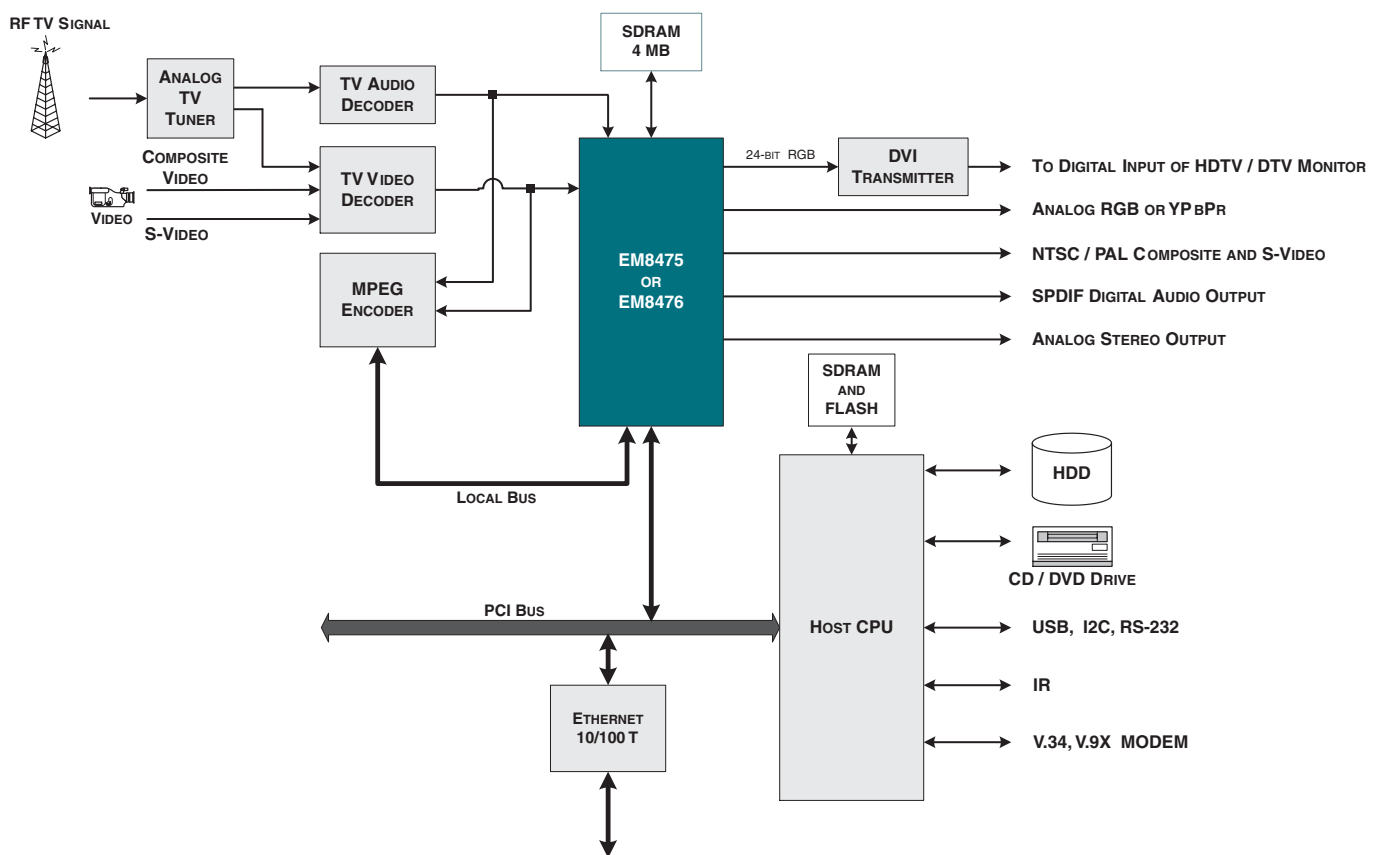 RF TV SIGNAL
ANALOG
TV
TUNER
TV AUDIO
DECODER
SDRAM
4 MB
COMPOSITE
VIDEO
TV VIDEO
DECODER
VIDEO
S-VIDEO
MPEG
ENCODER
EM8475
OR
EM8476
24-BIT RGB
DVI
TRANSMITTER
TO DIGITAL INPUT OF HDTV / DTV MONITOR
ANALOG RGB OR YPBPR
NTSC / PAL COMPOSITE AND S-VIDEO
SPDIF DIGITAL AUDIO OUTPUT
ANALOG STEREO OUTPUT
SDRAM
AND
FLASH
LOCAL BUS
HDD
CD / DVD DRIVE
PCI BUS
HOST CPU
USB, I2C, RS-232
IR
V.34, V.9X MODEM
ETHERNET
10/100 T